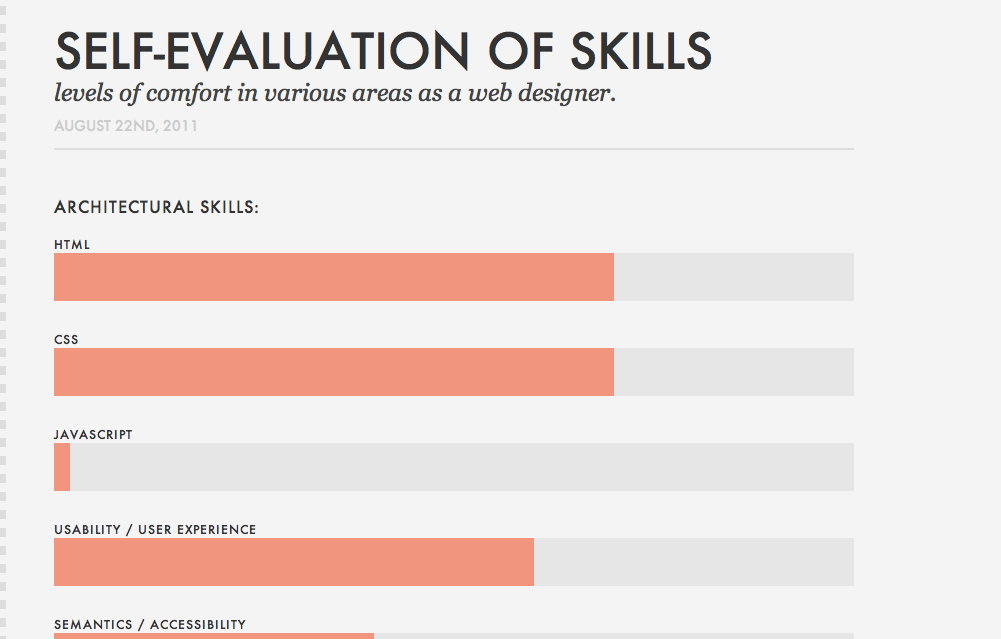 SELF-EVALUATION OF SKILLS
levels of comfort in various areas as a web designer.
AUGUST 22ND, 2011
ARCHITECTURAL SKILLS:
HTML
CSS
JAVASCRIPT
USABILITY / USER EXPERIENCE
SEMANTICS / ACCESSIBILITY